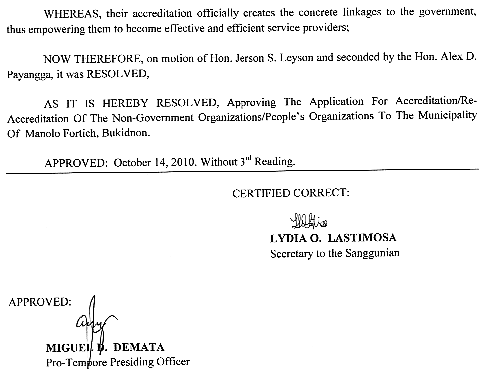 WHEREAS, their accreditation officially creates the concrete linkages to the government,
thus empowering them to become effective and efficient service providers;
NOW THEREFORE, on motion of Hon. Jerson S. Leyson and seconded by the Hon. Alex D.
Payangga, it was RESOLVED,
AS IT IS HEREBY RESOLVED, Approving The Application For Accreditation/Re-
Accreditation Of The Non-Government Organizations/People's Organizations To The Municipality
Of Manolo Fortich, Bukidnon.
APPROVED: October 14, 2010. Without 3rd Reading.
CERTIFIED CORRECT:
LYDIA O. LASTIMOSA
Secretary to the Sanggunian
APPROVED:
MIGUEL D. DEMATA
Pro-Tempore Presiding Officer